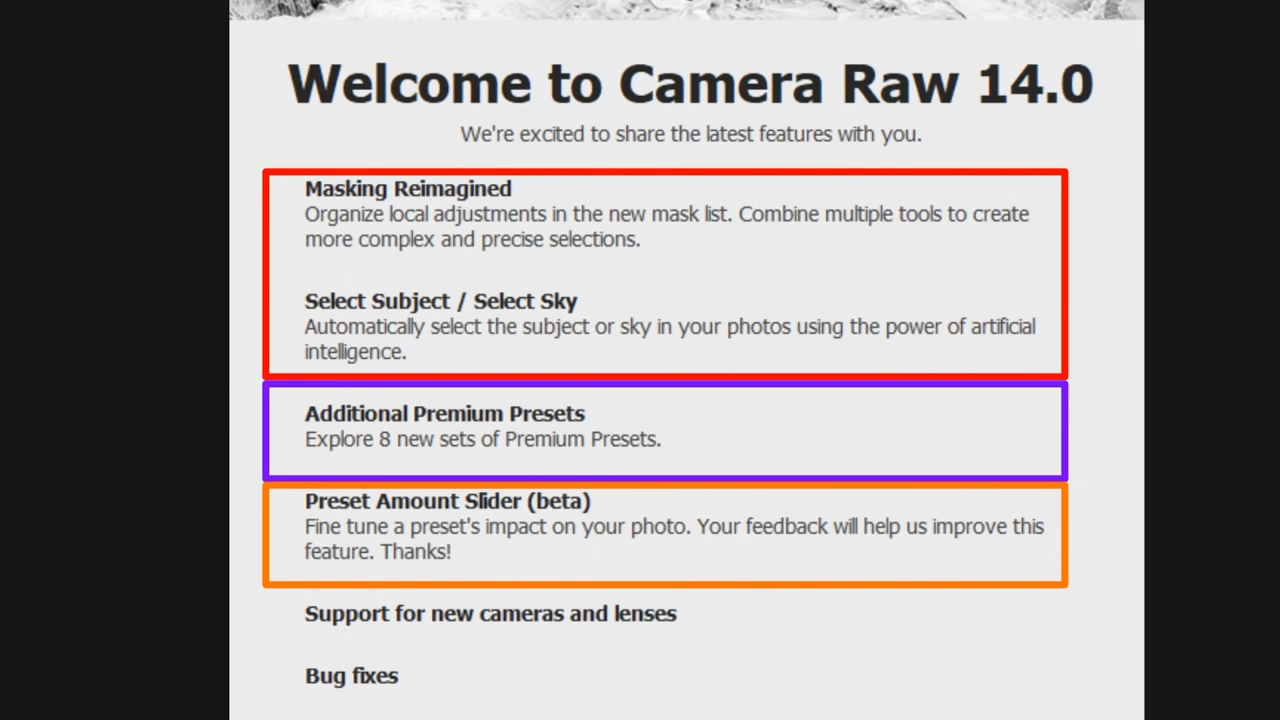 Welcome to Camera Raw 14.0
We're excited to share the latest features with you.
Masking Reimagined
Organize local adjustments in the new mask list. Combine multiple tools to create
more complex and precise selections.
Select Subject / Select Sky
Automatically select the subject or sky in your photos using the power of artificial
intelligence.
Additional Premium Presets
Explore 8 new sets of Premium Presets.
Preset Amount Slider (beta)
Fine tune a preset's impact on your photo. Your feedback will help us improve this
feature. Thanks!
Support for new cameras and lenses
Bug fixes